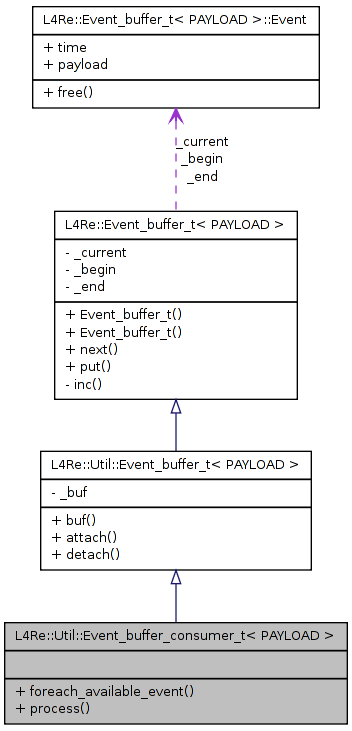 L4Re::Event_buffer_t< PAYLOAD >::Event
+ time
+ payload
+ free()
_current
_begin
_end
L4Re::Event_buffer_t< PAYLOAD >
- _current
- _begin
- _end
+ Event_buffer_t()
+ Event_buffer_t()
+ next()
+ put()
- inc()
L4Re::Util::Event_buffer_t< PAYLOAD >
- _buf
+ buf()
+ attach()
+ detach()
L4Re::Util::Event_buffer_consumer_t< PAYLOAD >
+ foreach_available_event()
+ process()